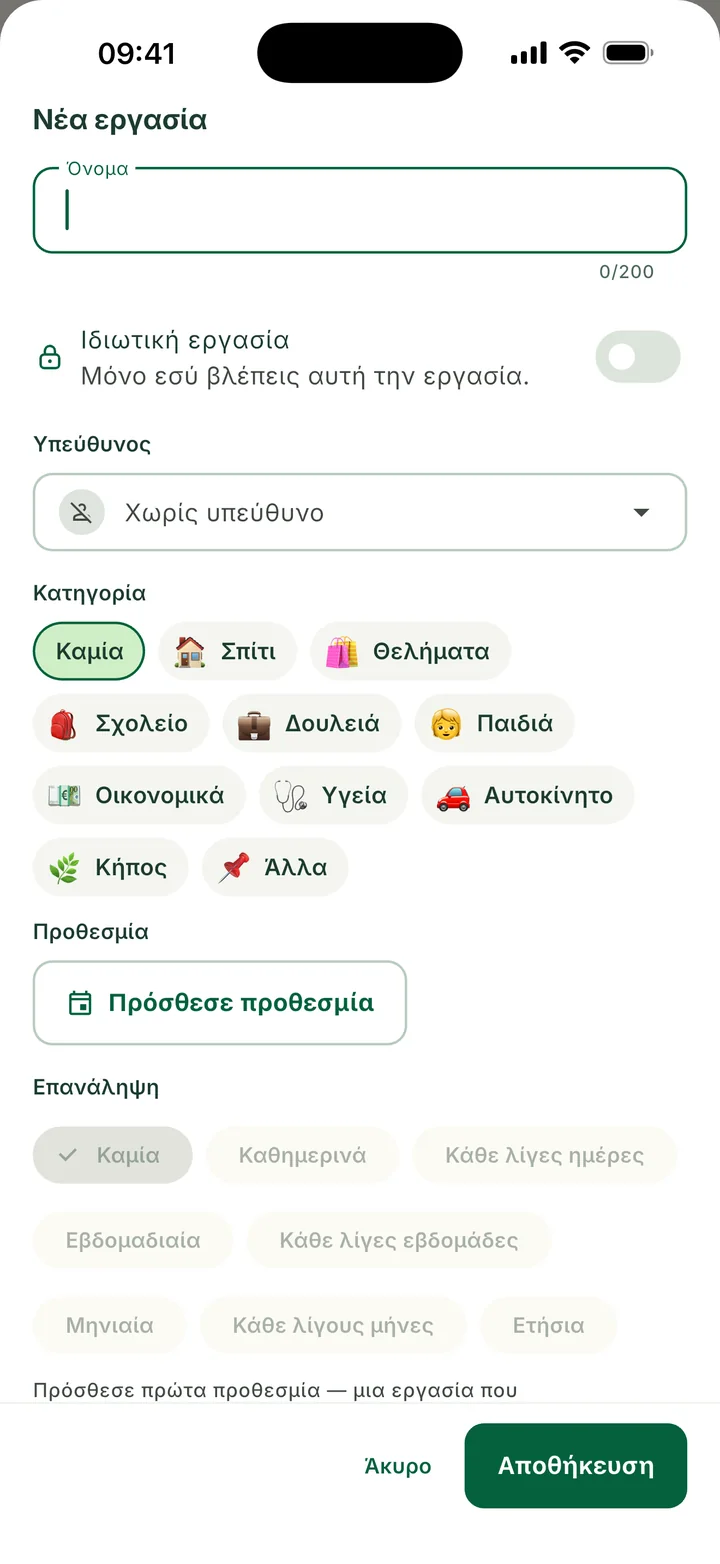 09:41
Νέα εργασία
Όνομα
0/200
Ιδιωτική εργασία
Μόνο εσύ βλέπεις αυτή την εργασία.
Υπεύθυνος
Χωρίς υπεύθυνο
Κατηγορία
Καμία Σπίτι Θελήματα
Σχολείο Δουλειά Παιδιά
Οικονομικά Υγεία Αυτοκίνητο
Κήπος Άλλα
Προθεσμία
Πρόσθεσε προθεσμία
Επανάληψη
Καμία Καθημερινά Κάθε λίγες ημέρες
Εβδομαδιαία Κάθε λίγες εβδομάδες
Μηνιαία Κάθε λίγους μήνες Ετήσια
Πρόσθεσε πρώτα προθεσμία — μια εργασία που
Άκυρο Αποθήκευση